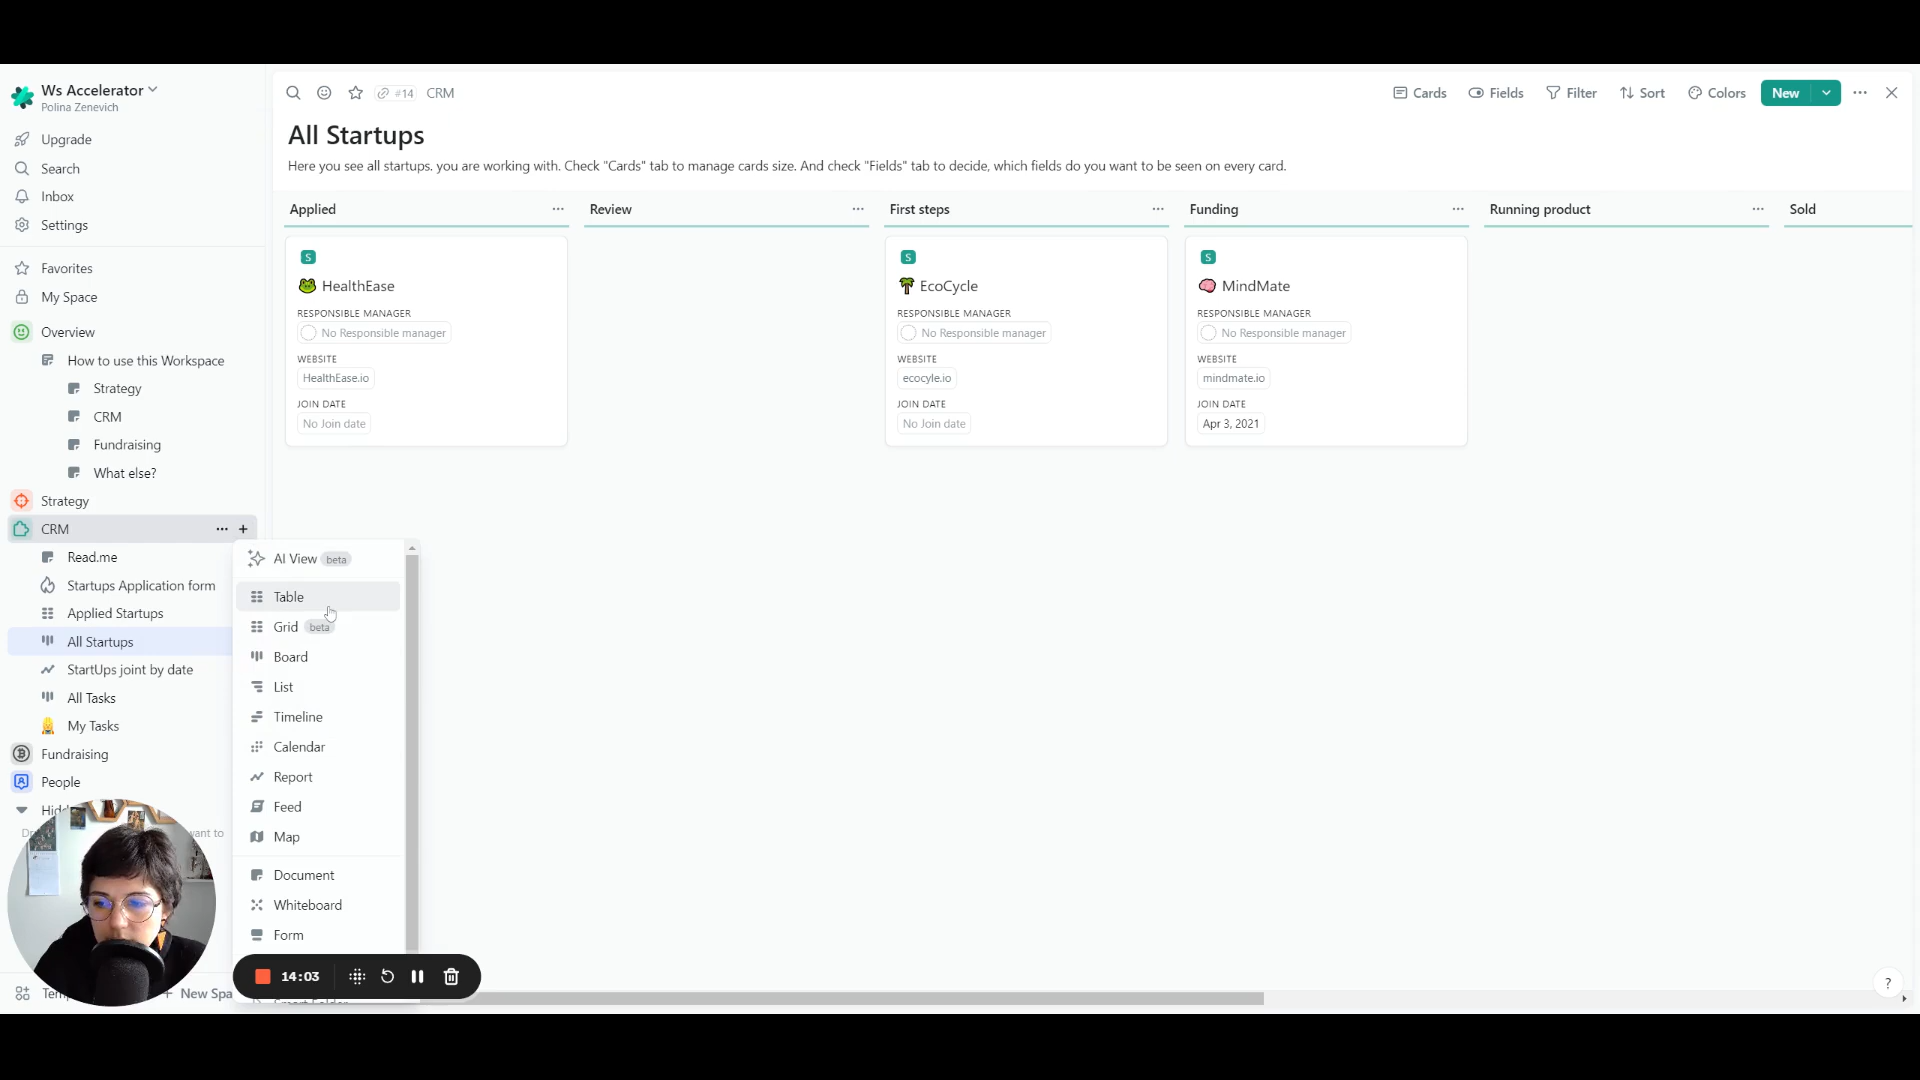 Ws Accelerator
Polina Zenevich
Upgrade
Search
Inbox
Settings
Favorites
My Space
Overview
How to use this Workspace
Strategy
CRM
Fundraising
What else?
Strategy
CRM
Read.me
Startups Application form
Applied Startups
All Startups
StartUps joint by date
All Tasks
My Tasks
Fundraising
People
want to
New Spa
#14 CRM
Cards Fields Filter Sort Colors New
All Startups
Here you see all startups. you are working with. Check "Cards" tab to manage cards size. And check "Fields" tab to decide, which fields do you want to be seen on every card.
Applied Review First steps Funding Running product Sold
S
HealthEase
RESPONSIBLE MANAGER
No Responsible manager
WEBSITE
HealthEase.io
JOIN DATE
No Join date
S
EcoCycle
RESPONSIBLE MANAGER
No Responsible manager
WEBSITE
ecocyle.io
JOIN DATE
No Join date
S
MindMate
RESPONSIBLE MANAGER
No Responsible manager
WEBSITE
mindmate.io
JOIN DATE
Apr 3, 2021
AI View beta
Table
Grid beta
Board
List
Timeline
Calendar
Report
Feed
Map
Document
Whiteboard
Form
14:03
?